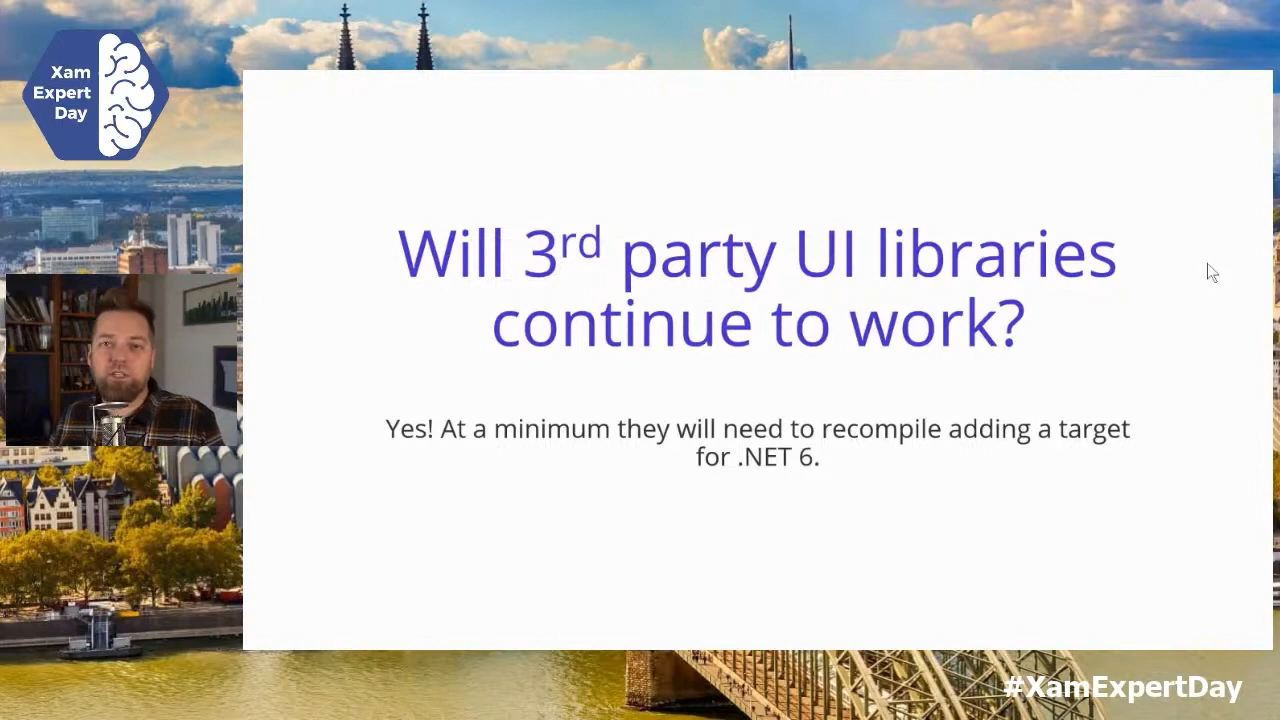 Xam
Expert
Day
Will 3rd party UI libraries
continue to work?
Yes! At a minimum they will need to recompile adding a target
for .NET 6.
#XamExpertDay